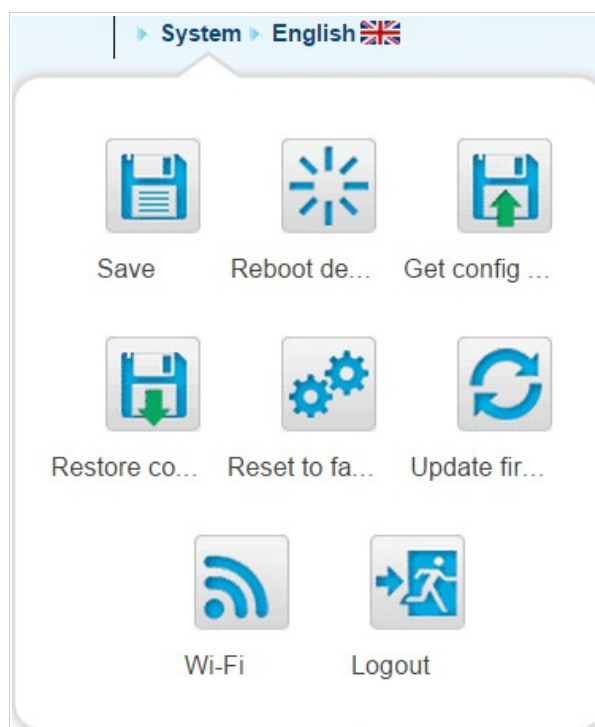 System English
Save Reboot de... Get config ...
Restore co... Reset to fa... Update fir...
Wi-Fi Logout